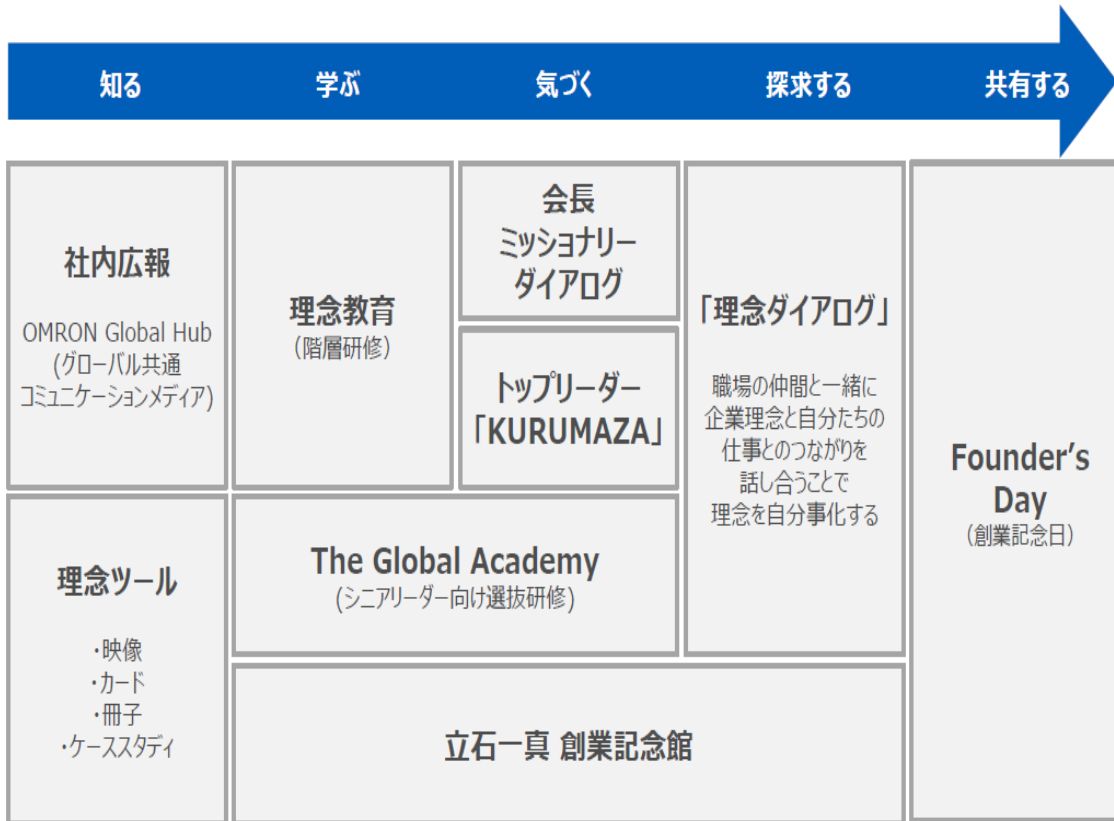 知る 学ぶ 気づく 探求する 共有する
社内広報
OMRON Global Hub
(グローバル共通
コミュニケーションメディア)
理念ツール
・映像
・カード
・冊子
・ケーススタディ
理念教育
(階層研修)
会長
ミッショナリー
ダイアログ
トップリーダー
「KURUMAZA」
The Global Academy
(シニアリーダー向け選抜研修)
「理念ダイアログ」
職場の仲間と一緒に
企業理念と自分たちの
仕事とのつながりを
話し合うことで
理念を自分事化する
立石一真 創業記念館
Founder's
Day
(創業記念日)